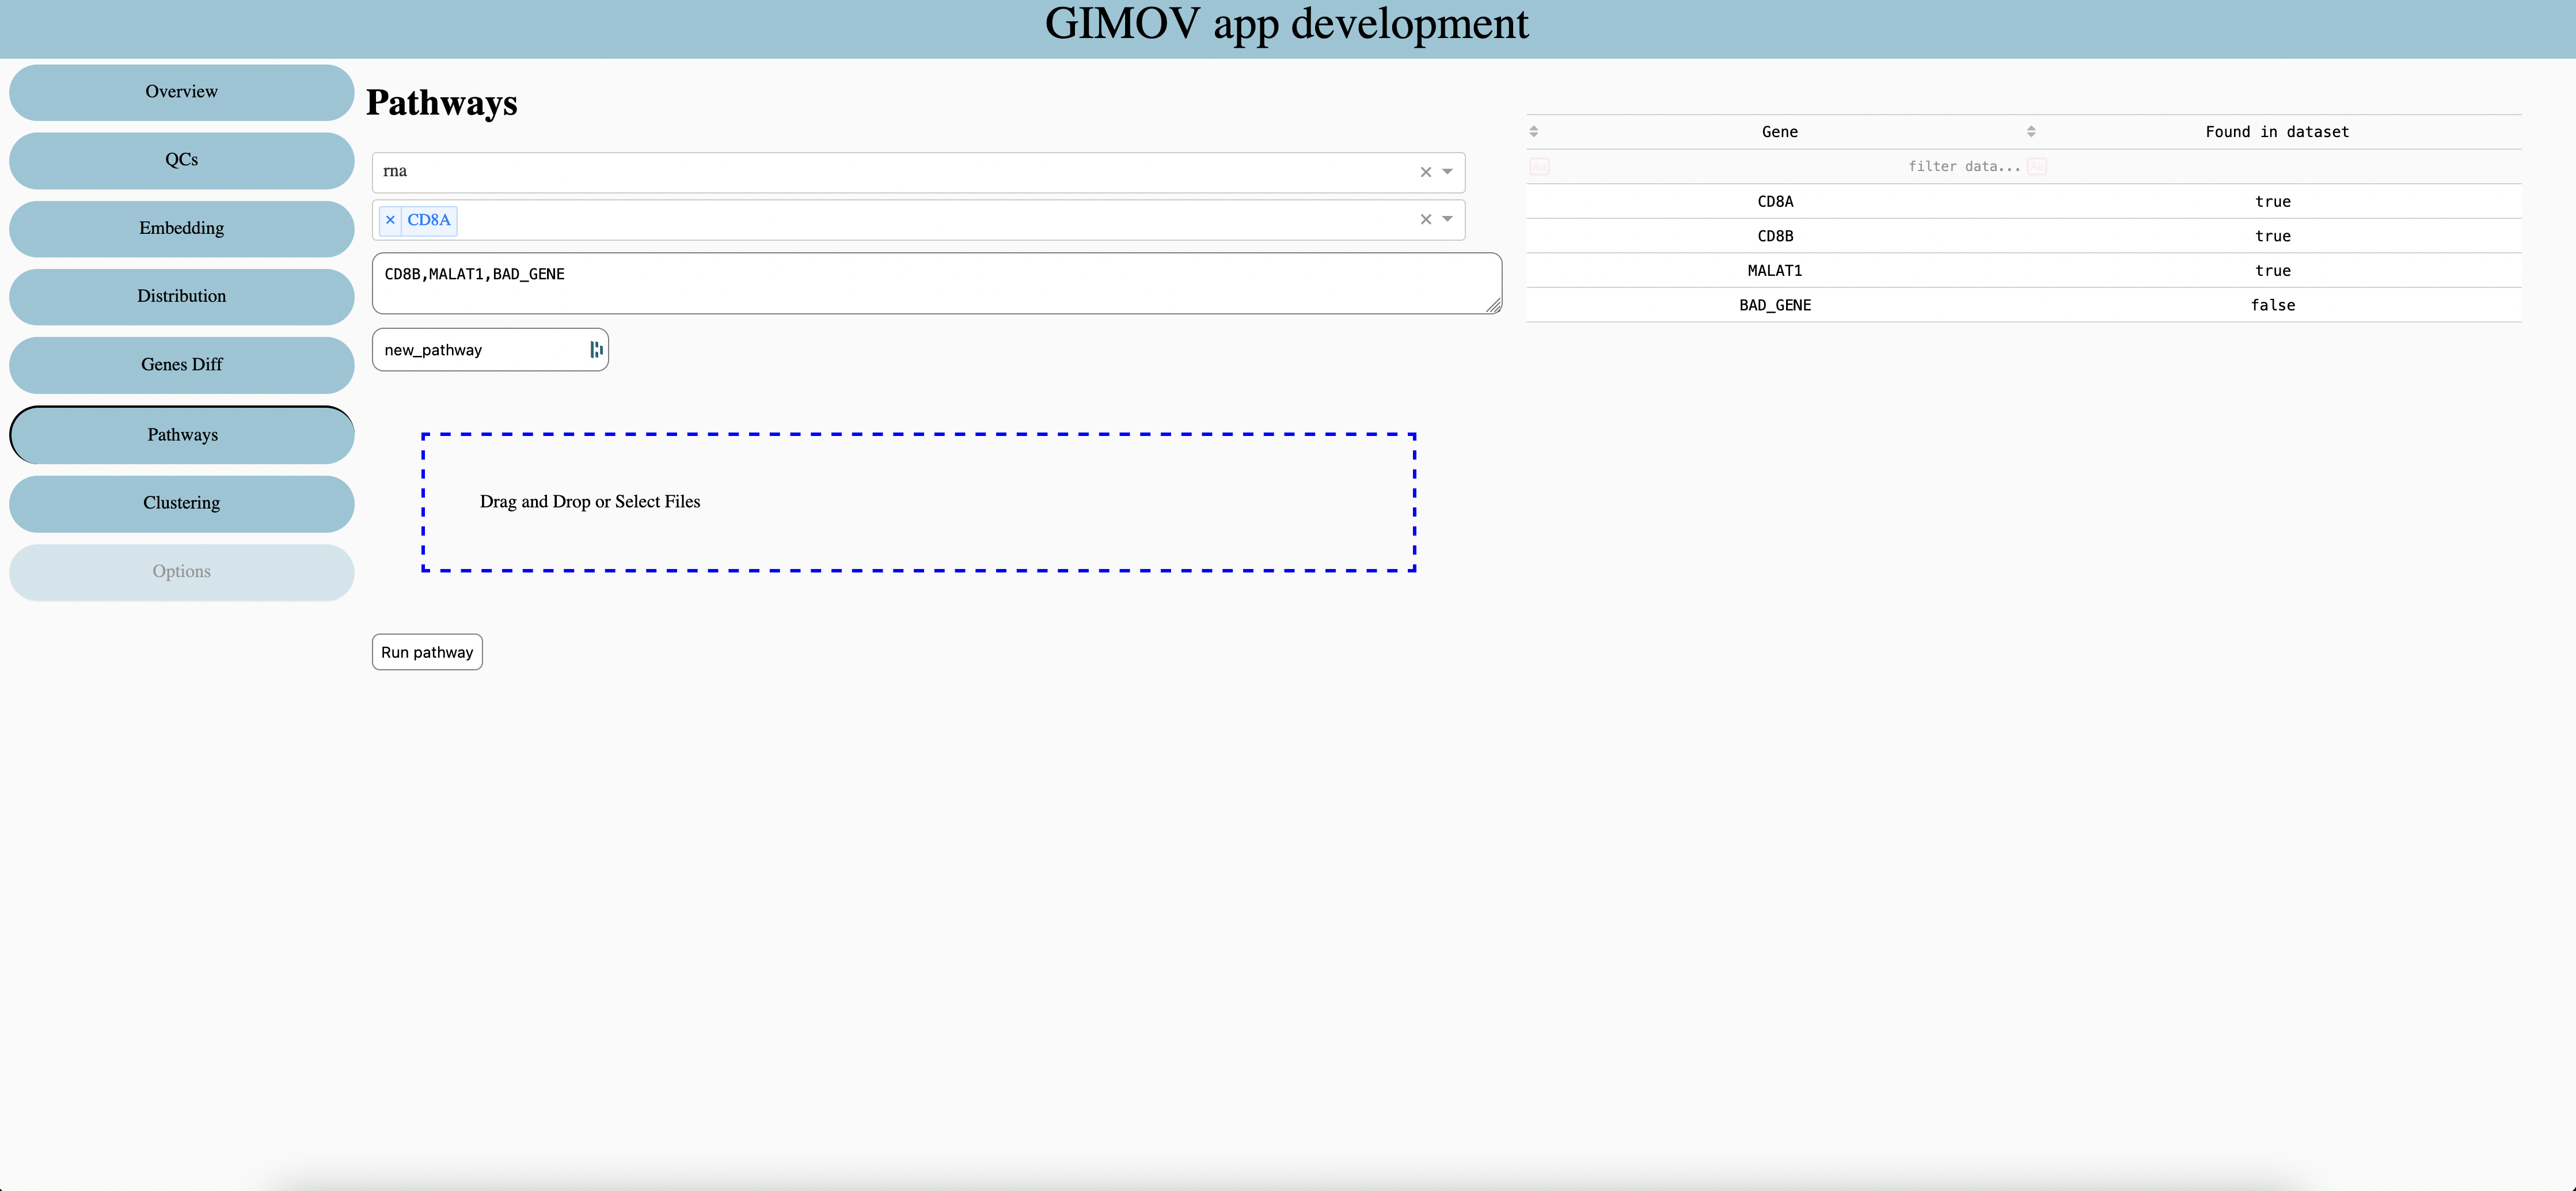 GIMOV app development
Overview
QCs
Embedding
Distribution
Genes Diff
Pathways
Clustering
Options
Pathways
rna
× CD8A
CD8B,MALAT1,BAD_GENE
new_pathway
Drag and Drop or Select Files
Run pathway
Gene Found in dataset
Aa filter data... Aa
CD8A true
CD8B true
MALAT1 true
BAD_GENE false